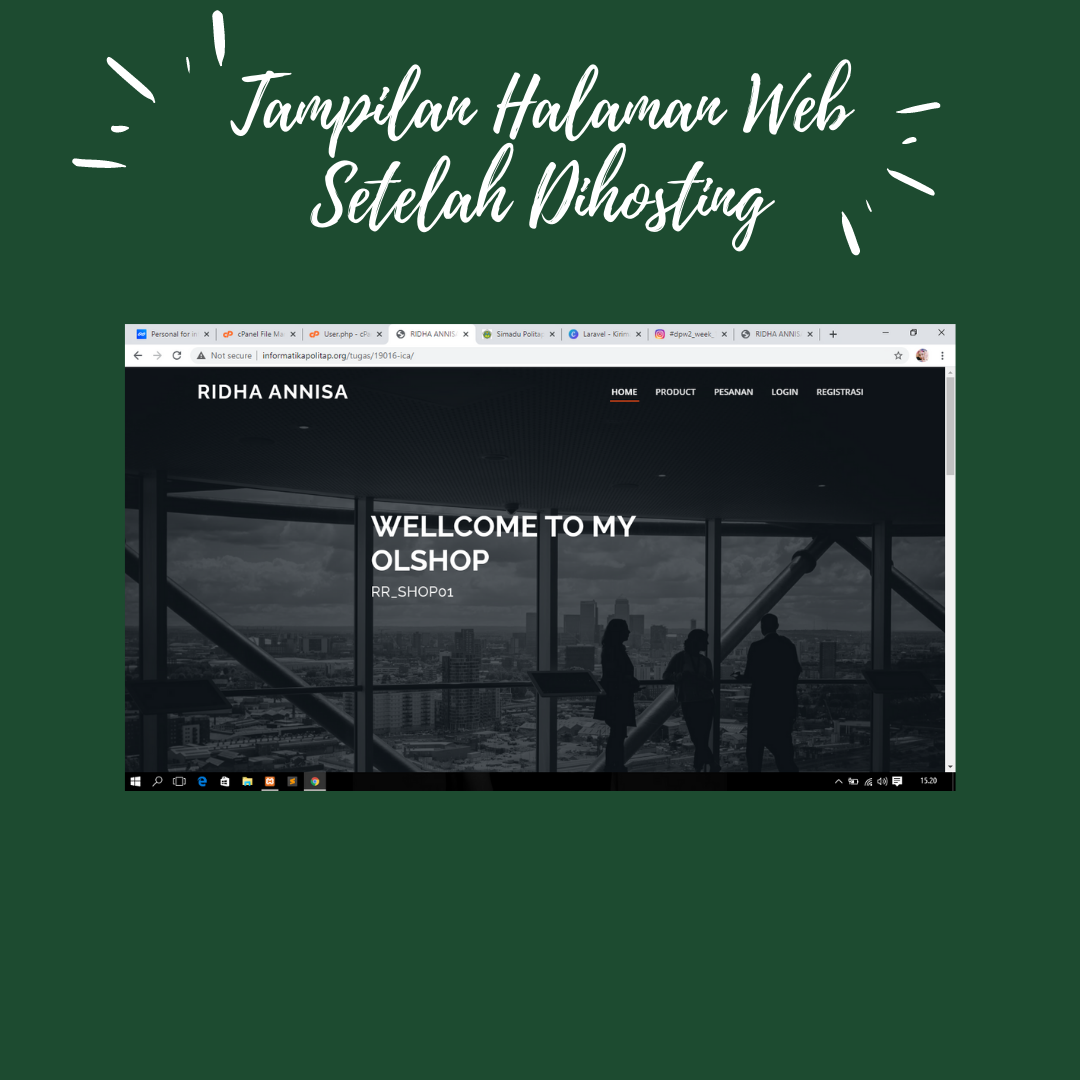 Tampilan Halaman Web
Setelah Dihosting
Personal for in
cPanel File Ma
User.php - cPa
RIDHA ANNIS
Simadu Polita
Laravel - Kirim
#dpw2_week_
RIDHA ANNIS
Not secure | informatikapolitap.org/tugas/19016-ica/
RIDHA ANNISA
HOME PRODUCT PESANAN LOGIN REGISTRASI
WELLCOME TO MY
OLSHOP
RR_SHOP01
15.20